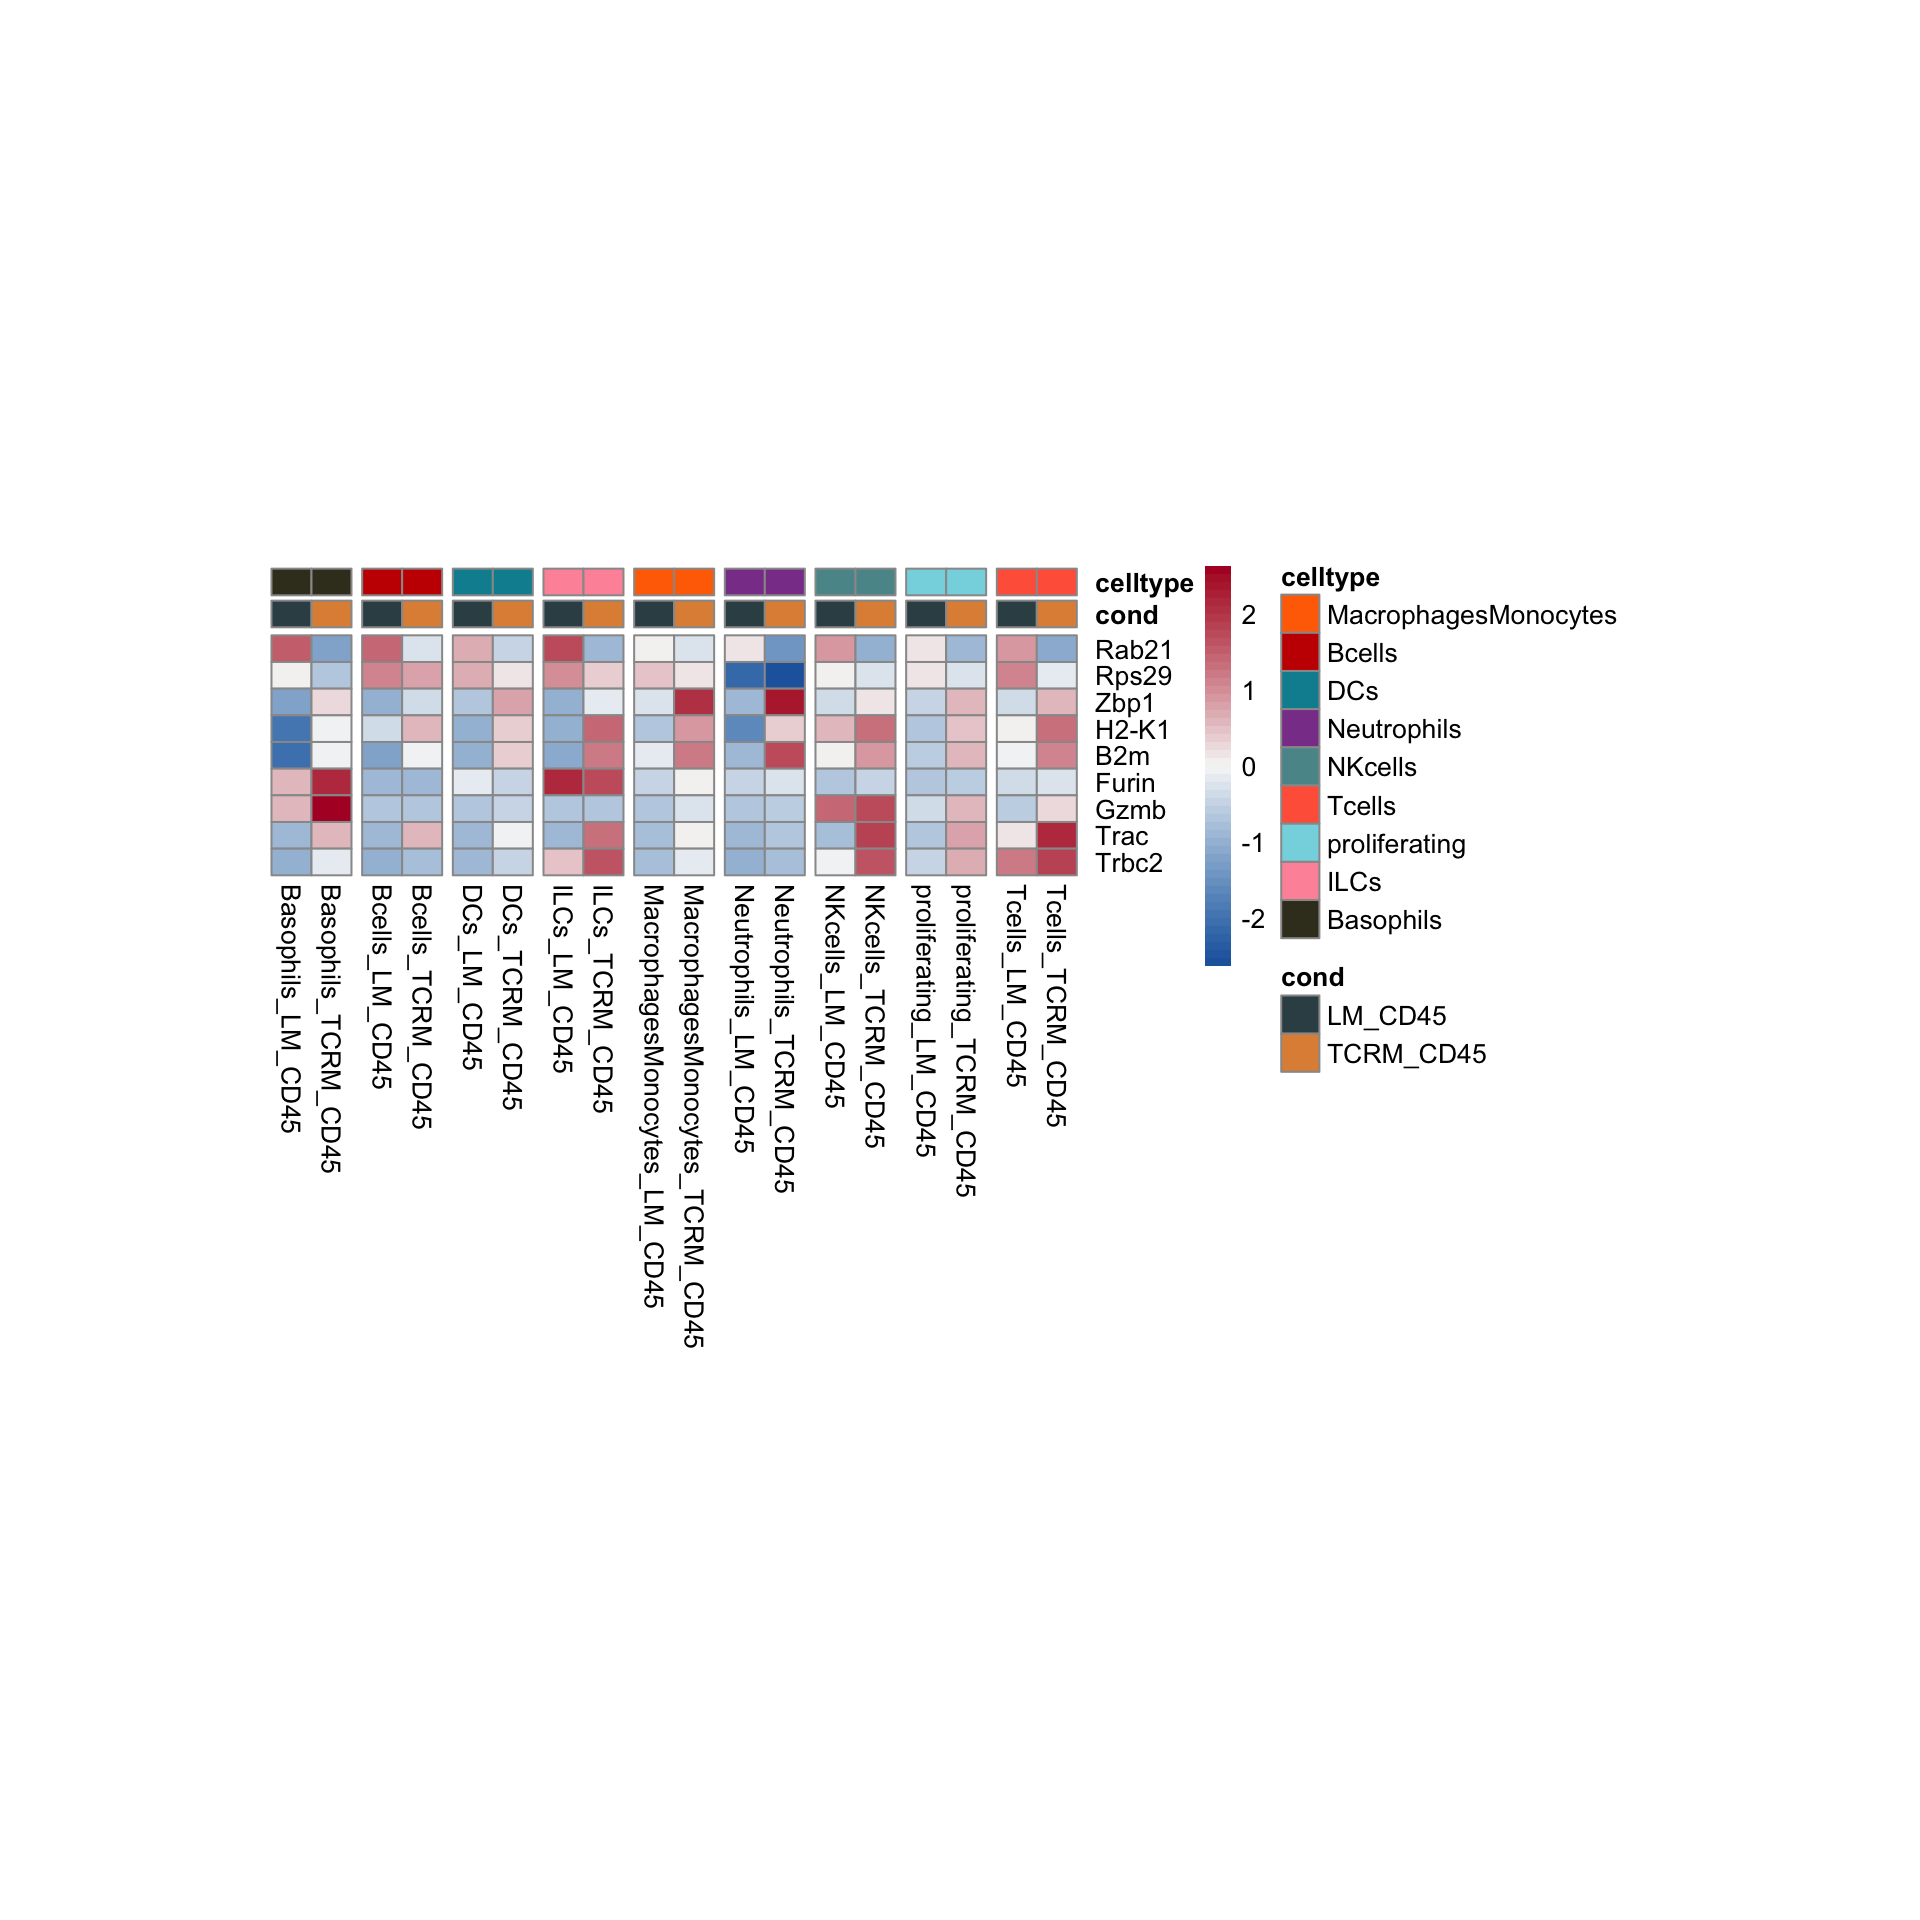 celltype
cond
Rab21
Rps29
Zbp1
H2-K1
B2m
Furin
Gzmb
Trac
Trbc2
Basophils_LM_CD45
Basophils_TCRM_CD45
Bcells_LM_CD45
Bcells_TCRM_CD45
DCs_LM_CD45
DCs_TCRM_CD45
ILCs_LM_CD45
ILCs_TCRM_CD45
MacrophagesMonocytes_LM_CD45
MacrophagesMonocytes_TCRM_CD45
Neutrophils_LM_CD45
Neutrophils_TCRM_CD45
NKcells_LM_CD45
NKcells_TCRM_CD45
proliferating_LM_CD45
proliferating_TCRM_CD45
Tcells_LM_CD45
Tcells_TCRM_CD45
2
1
0
-1
-2
celltype
MacrophagesMonocytes
Bcells
DCs
Neutrophils
NKcells
Tcells
proliferating
ILCs
Basophils
cond
LM_CD45
TCRM_CD45